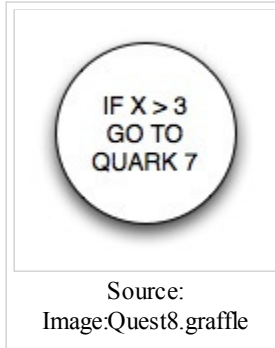 IF X > 3
GO TO
QUARK 7
Source:
Image:Quest8.graffle